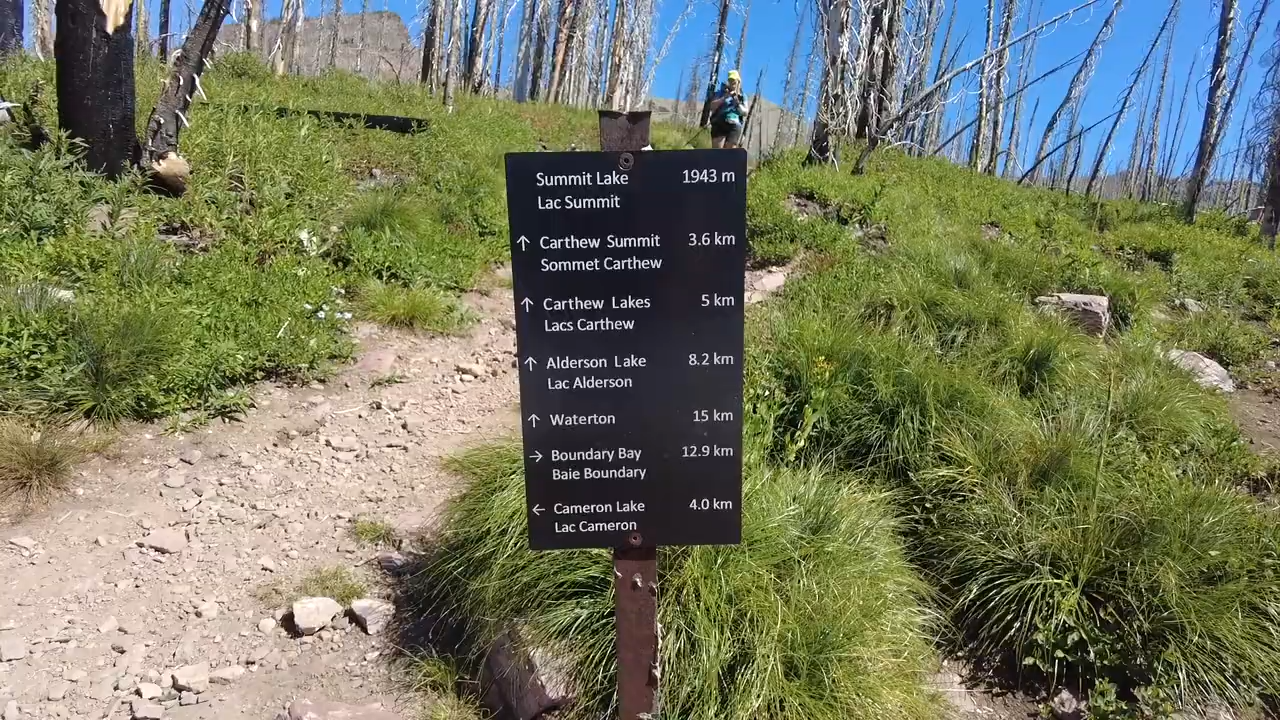 Summit Lake 1943 m
Lac Summit
↑ Carthew Summit 3.6 km
Sommet Carthew
↑ Carthew Lakes 5 km
Lacs Carthew
↑ Alderson Lake 8.2 km
Lac Alderson
↑ Waterton 15 km
→ Boundary Bay 12.9 km
Baie Boundary
← Cameron Lake 4.0 km
Lac Cameron